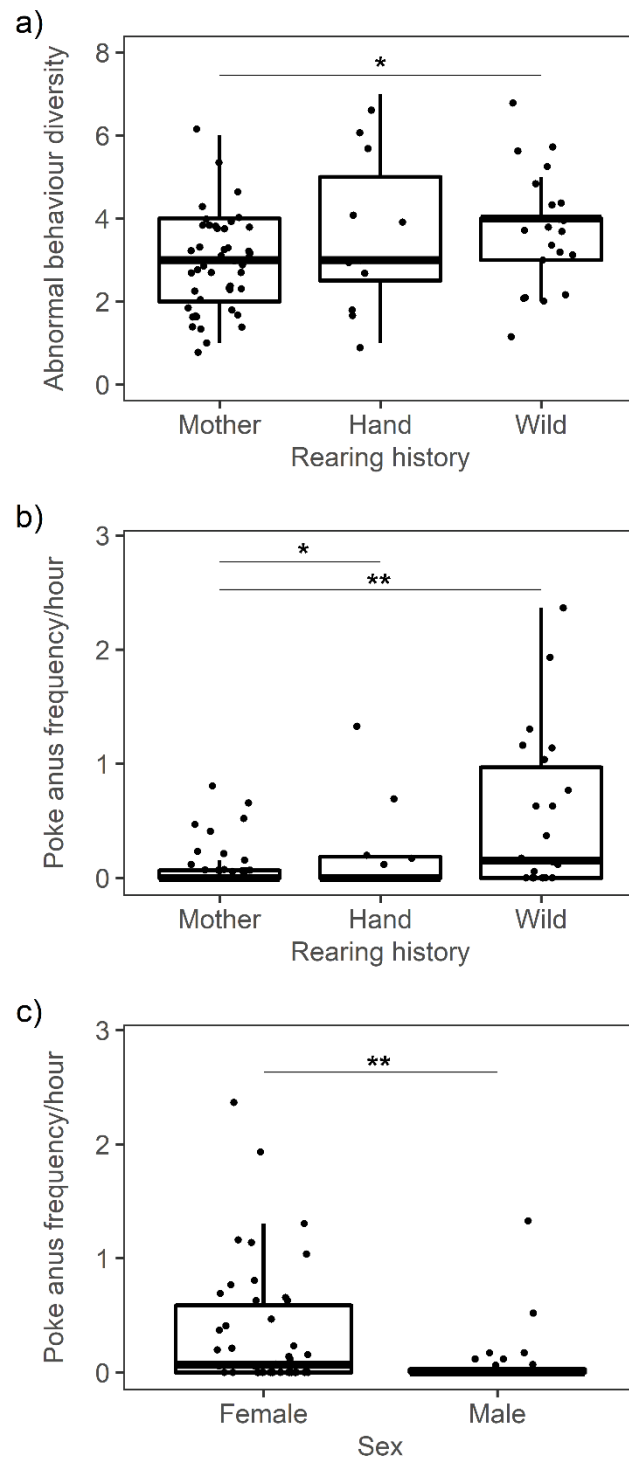 a)
Abnormal behaviour diversity
8
6
4
2
0
*
Mother Hand Wild
Rearing history
b)
Poke anus frequency/hour
3
2
1
0
*
**
Mother Hand Wild
Rearing history
c)
Poke anus frequency/hour
3
2
1
0
**
Female Male
Sex